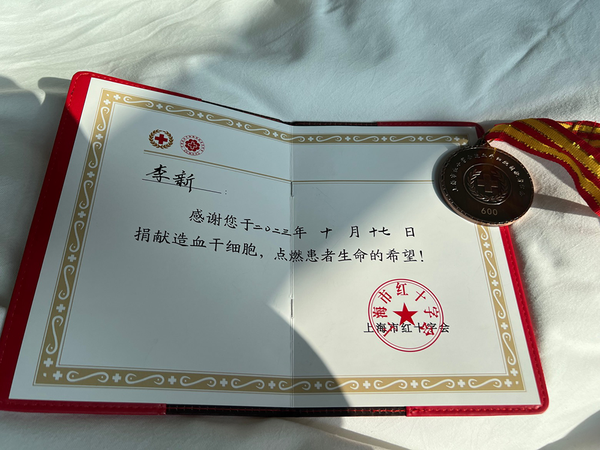 李新：
感谢您于二〇二三年 十 月 十七 日
捐献造血干细胞，点燃患者生命的希望！
上海市红十字会
上海市红十字会
600